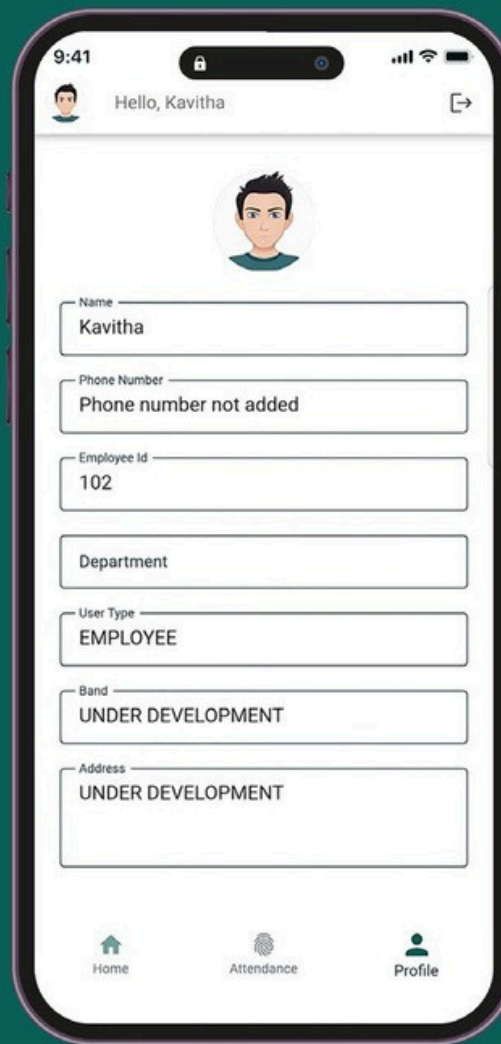 9:41
Hello, Kavitha
Name
Kavitha
Phone Number
Phone number not added
Employee Id
102
Department
User Type
EMPLOYEE
Band
UNDER DEVELOPMENT
Address
UNDER DEVELOPMENT
Home Attendance Profile